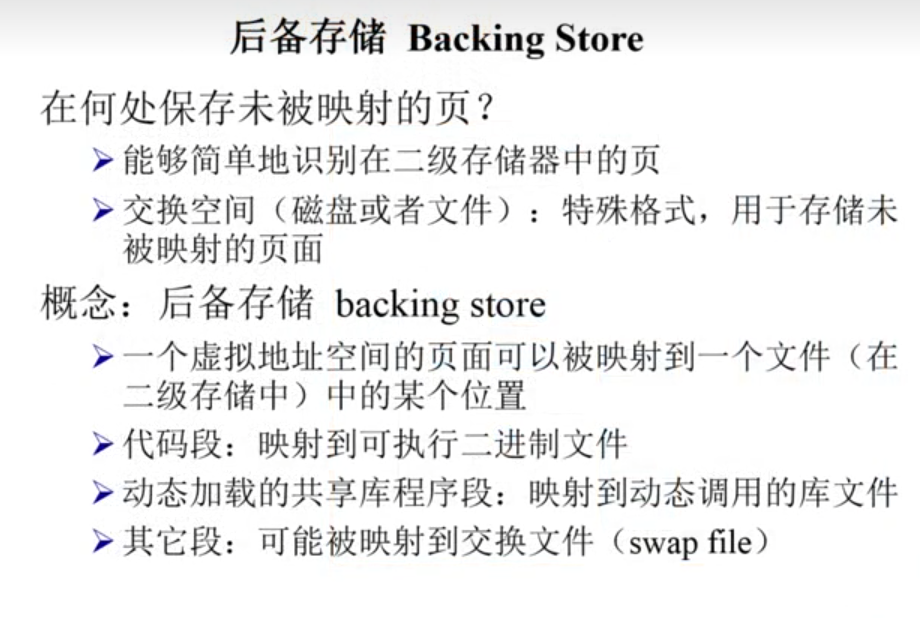 后备存储 Backing Store
在何处保存未被映射的页？
➢能够简单地识别在二级存储器中的页
➢交换空间（磁盘或者文件）：特殊格式，用于存储未
被映射的页面
概念：后备存储 backing store
➢一个虚拟地址空间的页面可以被映射到一个文件（在
二级存储中）中的某个位置
➢代码段：映射到可执行二进制文件
➢动态加载的共享库程序段：映射到动态调用的库文件
➢其它段：可能被映射到交换文件（swap file）